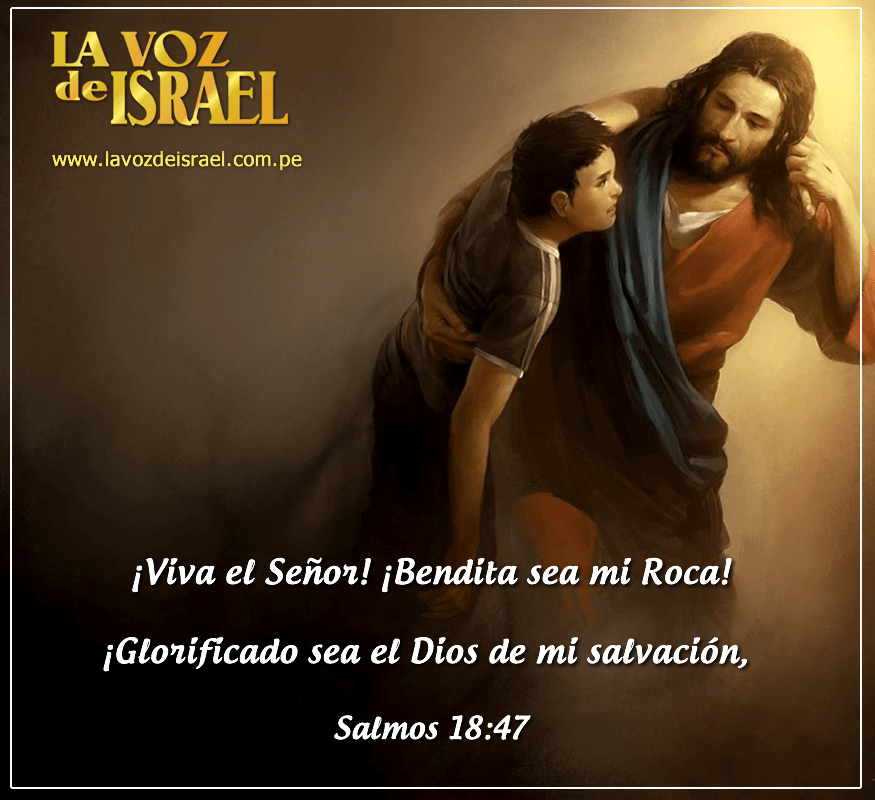 LA VOZ
de ISRAEL
www.lavozdeisrael.com.pe
¡Viva el Señor! ¡Bendita sea mi Roca!
¡Glorificado sea el Dios de mi salvación,
Salmos 18:47